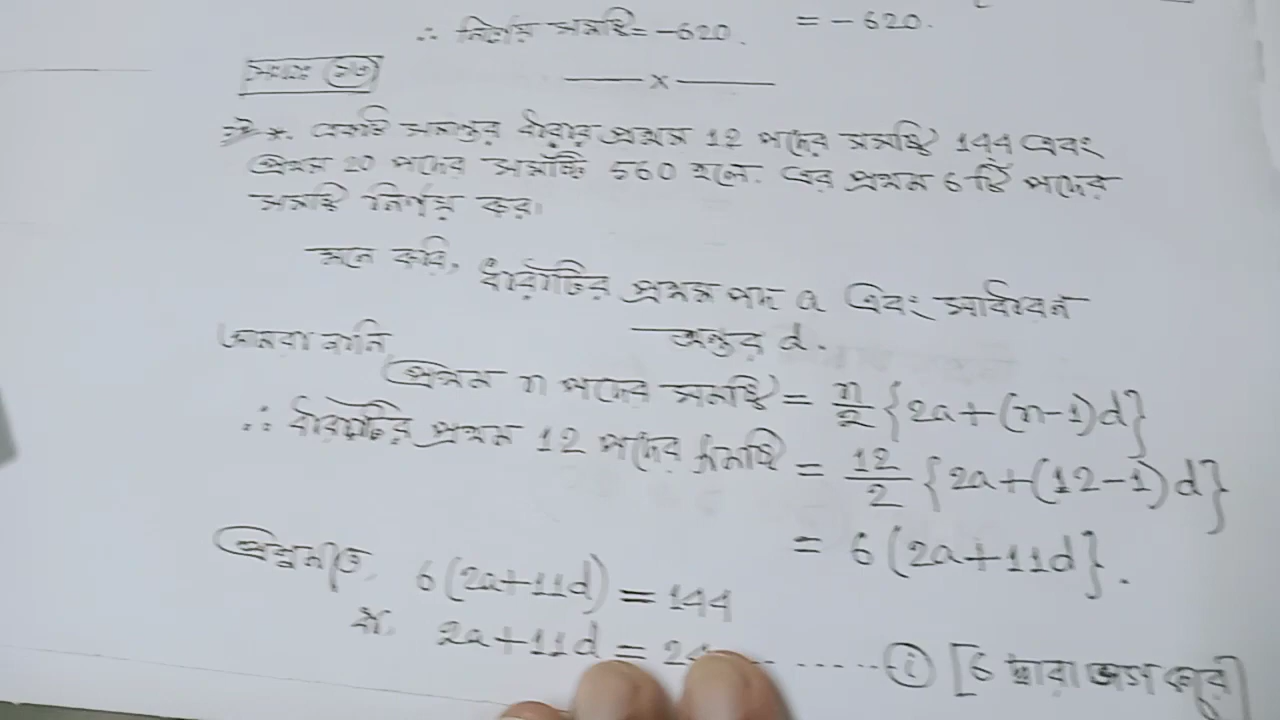 ∴ নির্ণেয় সমষ্টি = -620. = -620.
x
* একটি সমান্তর ধারার প্রথম 12 পদের সমষ্টি 144 এবং
প্রথম 20 পদের সমষ্টি 560 হলে. এর প্রথম 6 টি পদের
সমষ্টি নির্ণয় কর।
মনে করি, ধারাটির প্রথম পদ a এবং সাধারন
অন্তর d.
আমরা জানি,
প্রথম n পদের সমষ্টি = n/2 {2a+(n-1)d}
∴ ধারাটির প্রথম 12 পদের সমষ্টি = 12/2 {2a+(12-1)d}
= 6(2a+11d}.
প্রশ্নমতে, 6(2a+11d) = 144
বা, 2a+11d = 24 ........ (i) [6 দ্বারা ভাগ করে]